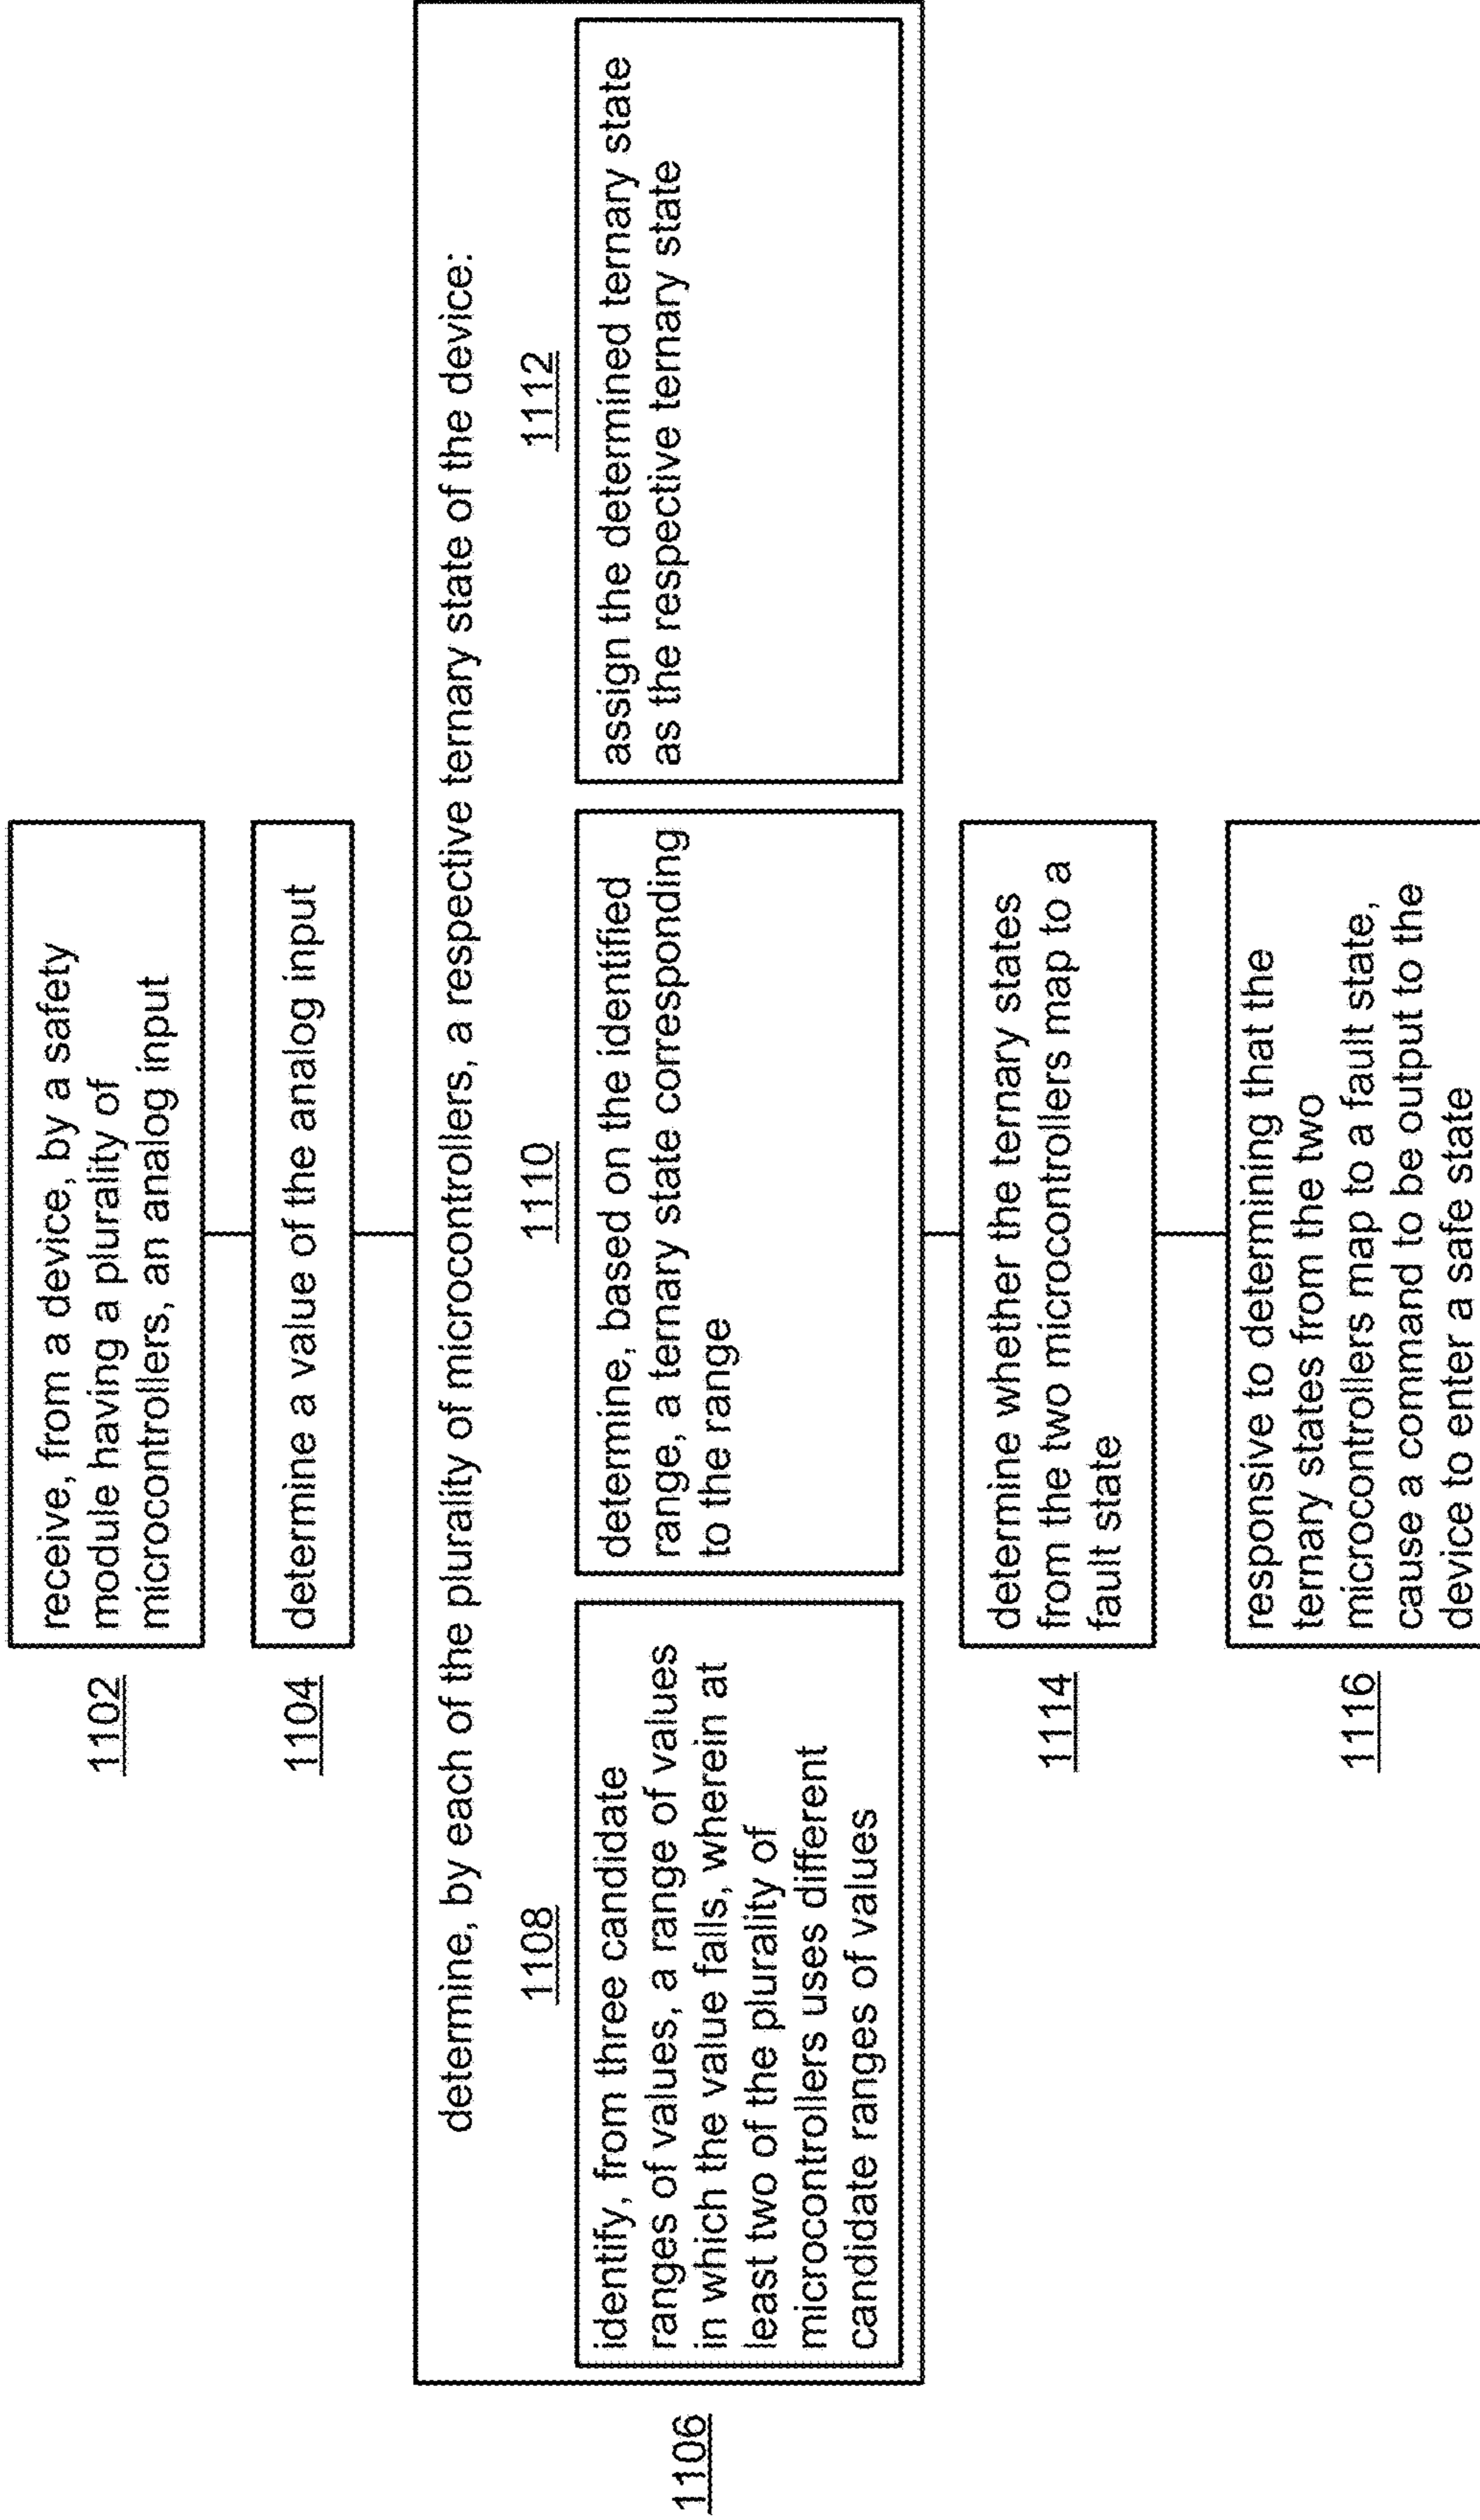 1102
receive, from a device, by a safety
module having a plurality of
microcontrollers, an analog input
1104
determine a value of the analog input
1106
determine, by each of the plurality of microcontrollers, a respective ternary state of the device:
1108
identify, from three candidate
ranges of values, a range of values
in which the value falls, wherein at
least two of the plurality of
microcontrollers uses different
candidate ranges of values
1110
determine, based on the identified
range, a ternary state corresponding
to the range
1112
assign the determined ternary state
as the respective ternary state
1114
determine whether the ternary states
from the two microcontrollers map to a
fault state
1116
responsive to determining that the
ternary states from the two
microcontrollers map to a fault state,
cause a command to be output to the
device to enter a safe state